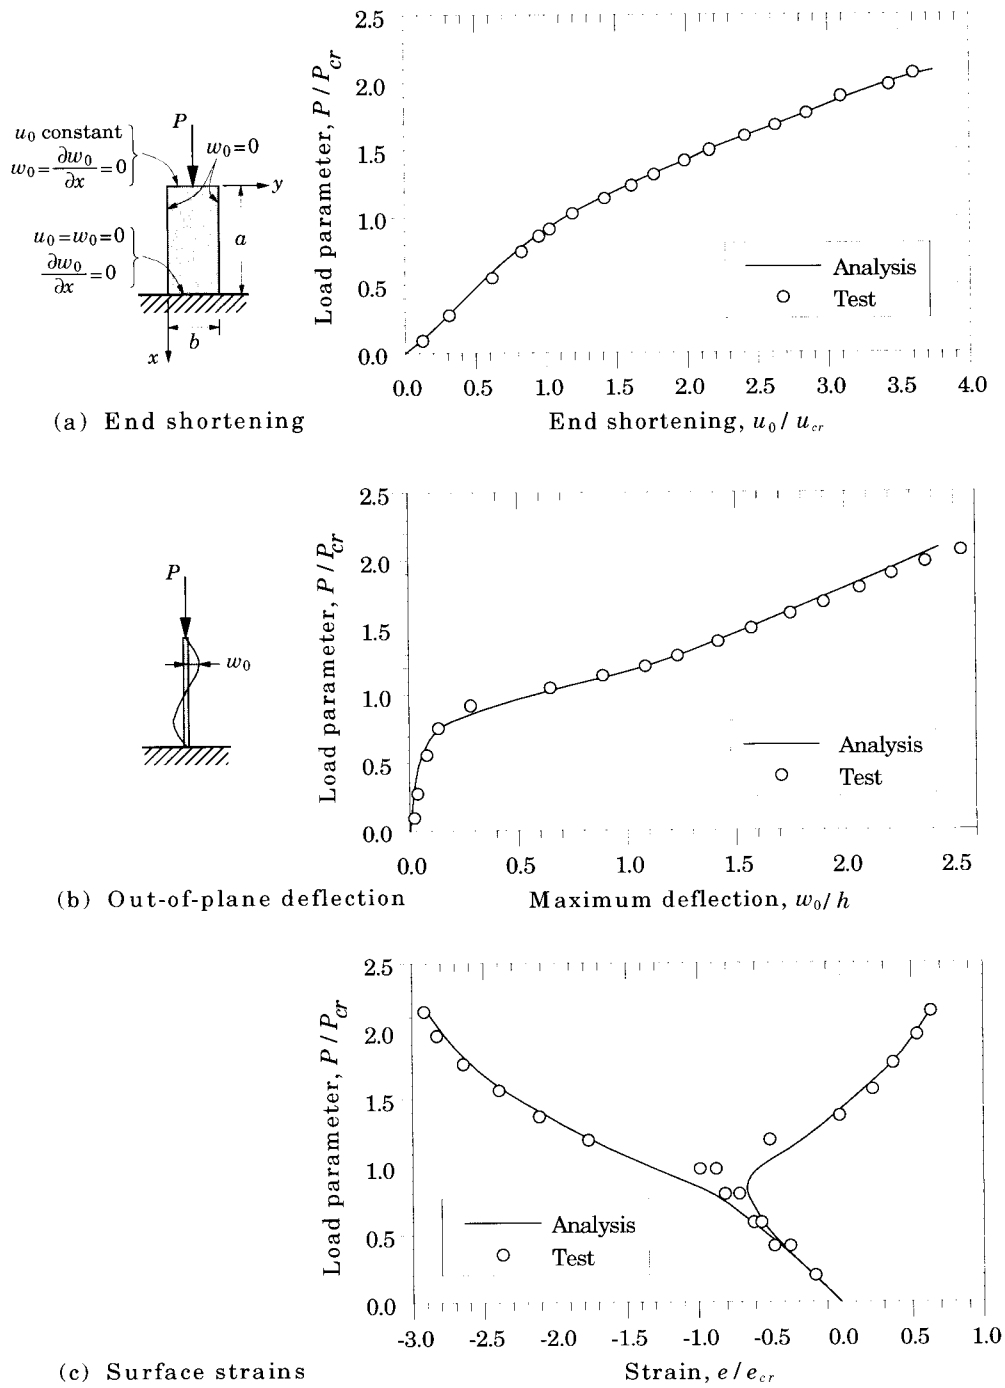 u₀ constant
w₀ = ∂w₀/∂x = 0
P
w₀ = 0
y
u₀ = w₀ = 0
∂w₀/∂x = 0
a
x
b
Load parameter, P/P_cr
2.5
2.0
1.5
1.0
0.5
0.0
Analysis
Test
0.0 0.5 1.0 1.5 2.0 2.5 3.0 3.5 4.0
(a) End shortening
End shortening, u₀/u_cr
P
w₀
Load parameter, P/P_cr
2.5
2.0
1.5
1.0
0.5
0.0
Analysis
Test
0.0 0.5 1.0 1.5 2.0 2.5
(b) Out-of-plane deflection
Maximum deflection, w₀/h
Load parameter, P/P_cr
2.5
2.0
1.5
1.0
0.5
0.0
Analysis
Test
-3.0 -2.5 -2.0 -1.5 -1.0 -0.5 0.0 0.5 1.0
(c) Surface strains
Strain, e/e_cr